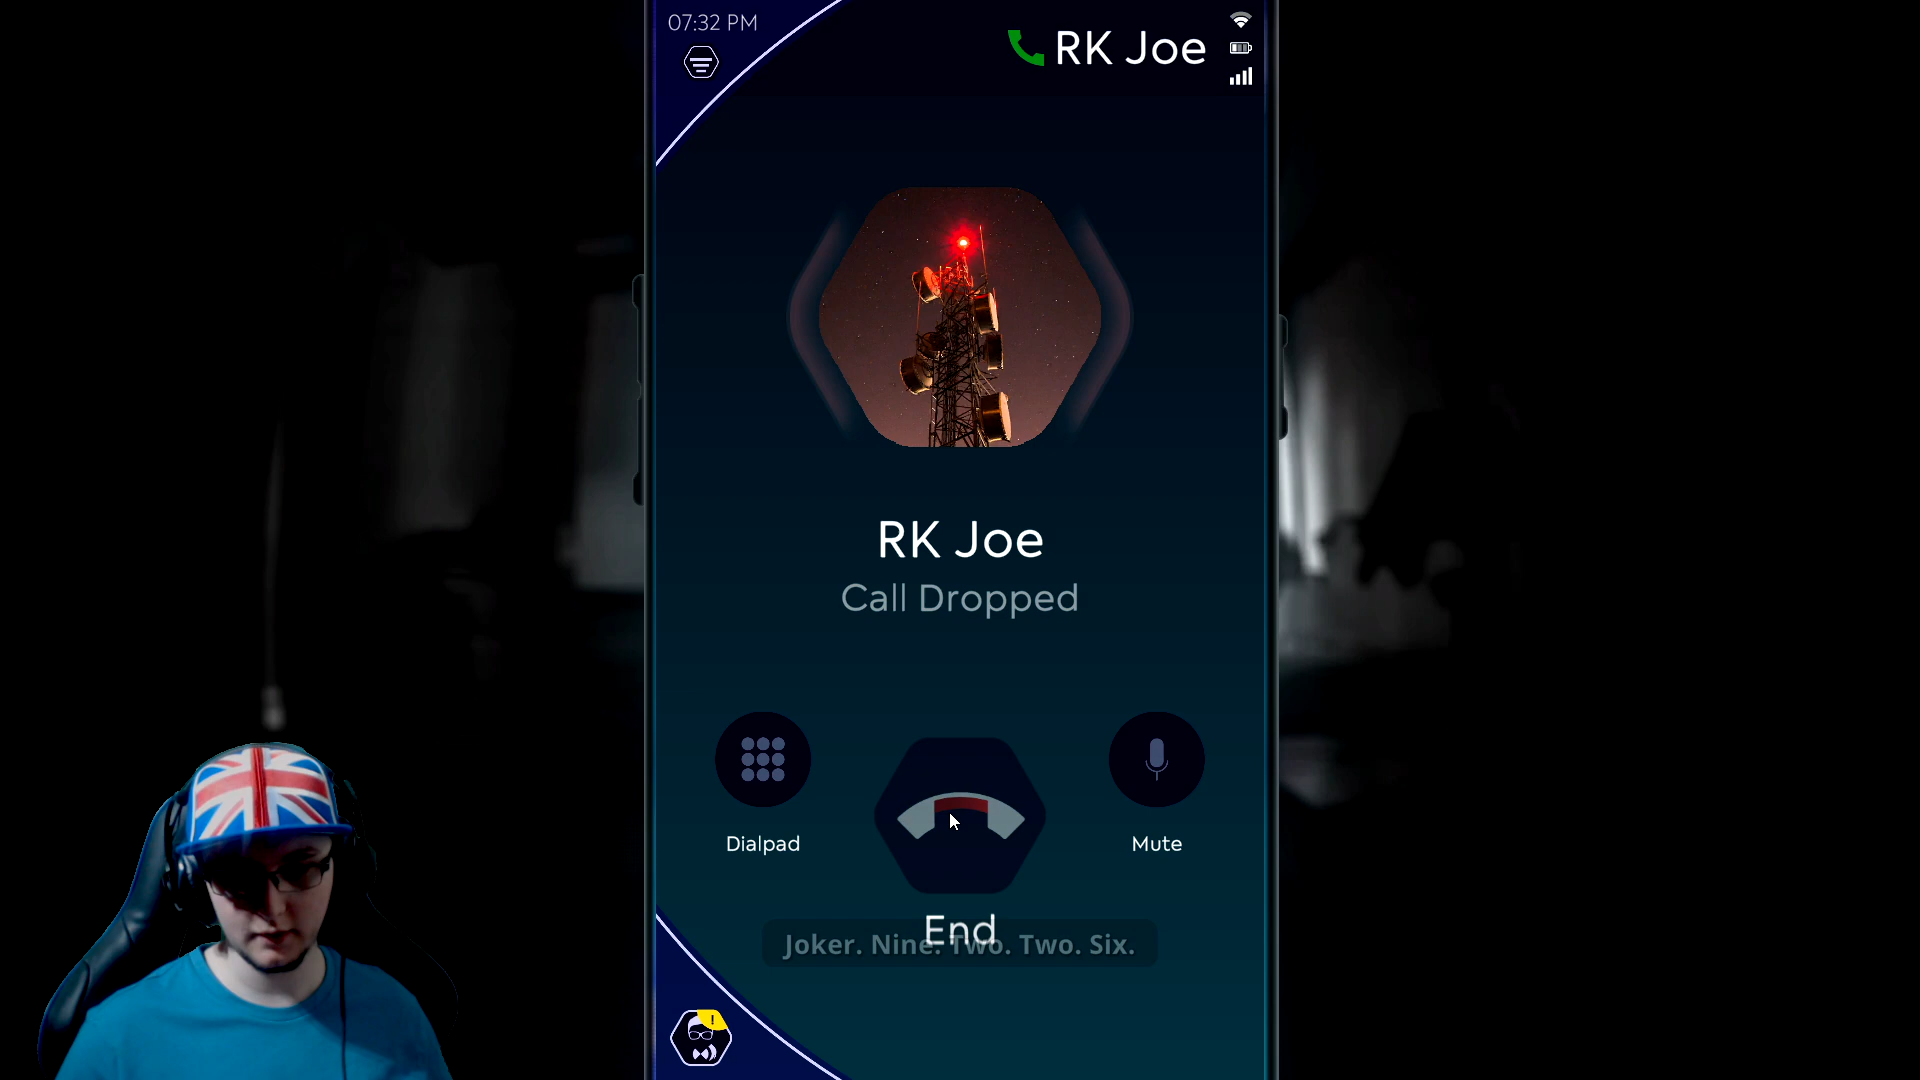 07:32 PM
RK Joe
RK Joe
Call Dropped
Dialpad
Mute
End
Joker. Nine. Two. Two. Six.
!